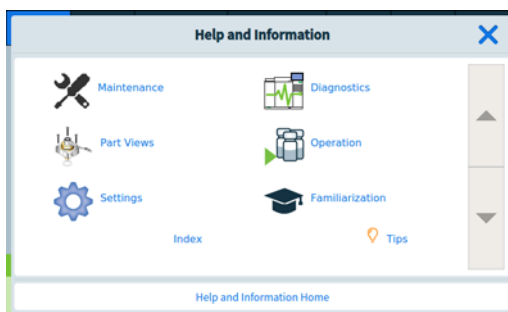 Help and Information
Maintenance
Diagnostics
Part Views
Operation
Settings
Familiarization
Index
Tips
Help and Information Home